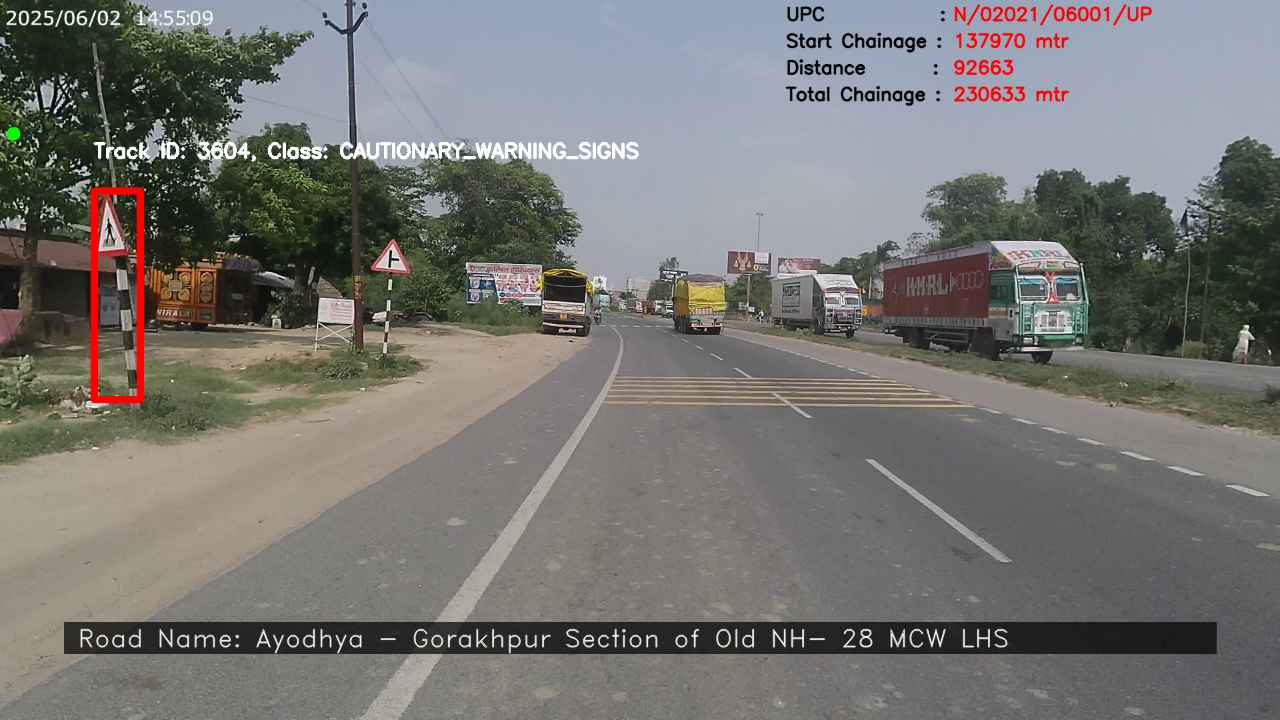 2025/06/02 14:55:09
UPC : N/02021/06001/UP
Start Chainage : 137970 mtr
Distance : 92663
Total Chainage : 230633 mtr
Track ID: 3604, Class: CAUTIONARY_WARNING_SIGNS
KMRL
Road Name: Ayodhya - Gorakhpur Section of Old NH- 28 MCW LHS